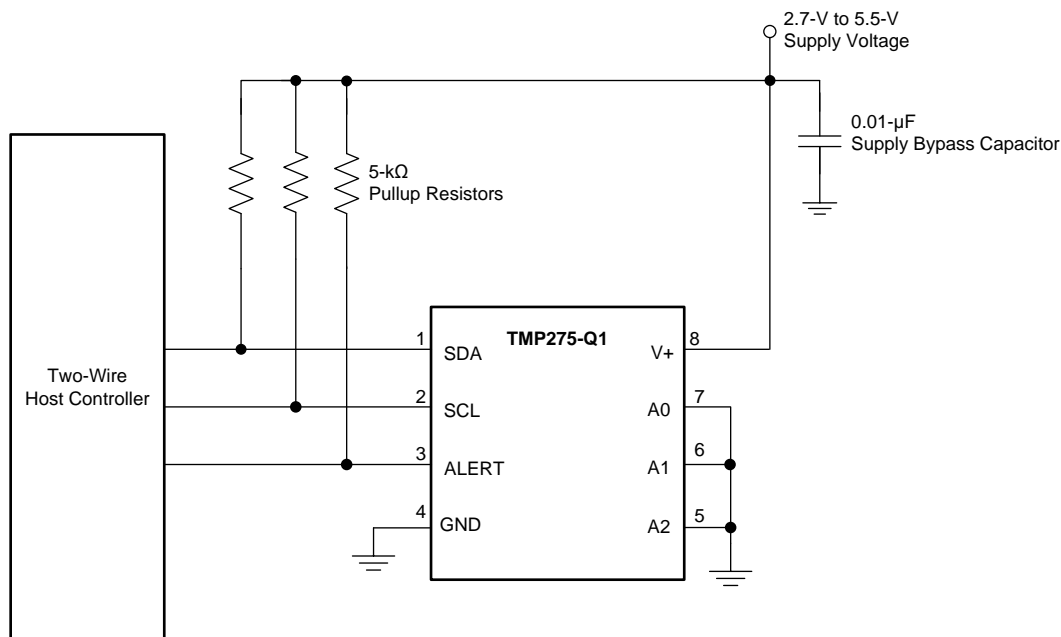 2.7-V to 5.5-V
Supply Voltage
0.01-µF
Supply Bypass Capacitor
5-kΩ
Pullup Resistors
Two-Wire
Host Controller
TMP275-Q1
1
SDA
2
SCL
3
ALERT
4
GND
8
V+
7
A0
6
A1
5
A2